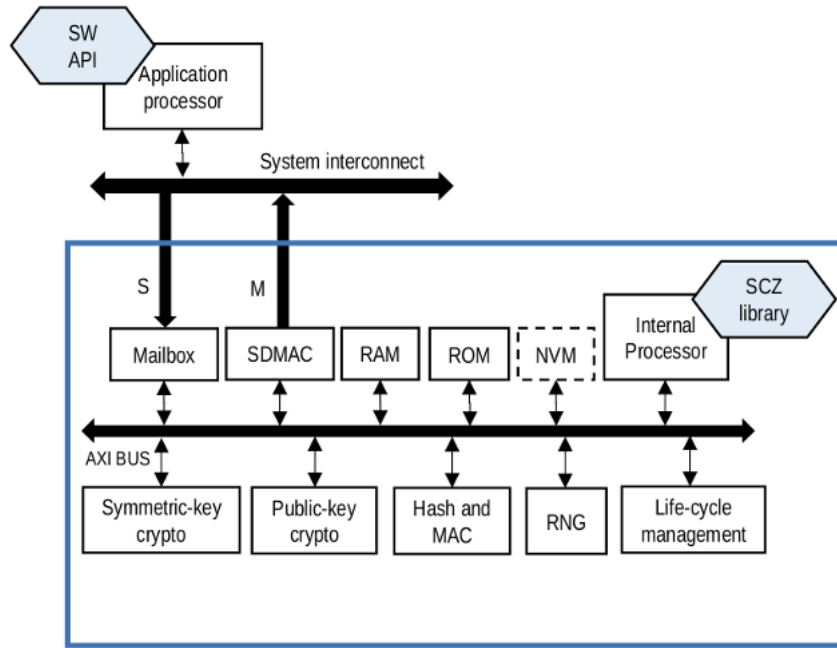 SW
API
Application
processor
System interconnect
S
M
SCZ
library
Mailbox
SDMAC
RAM
ROM
NVM
Internal
Processor
AXI BUS
Symmetric-key
crypto
Public-key
crypto
Hash and
MAC
RNG
Life-cycle
management